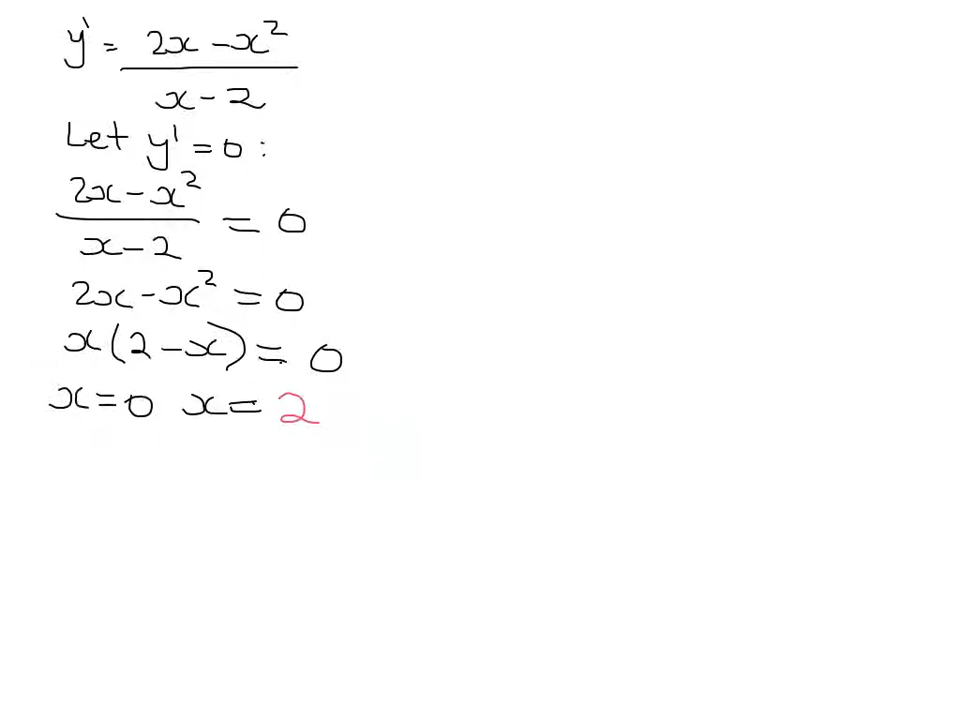 y' = (2x - x²)/(x - 2)
Let y' = 0 :
(2x - x²)/(x - 2) = 0
2x - x² = 0
x(2 - x) = 0
x = 0 x = 2